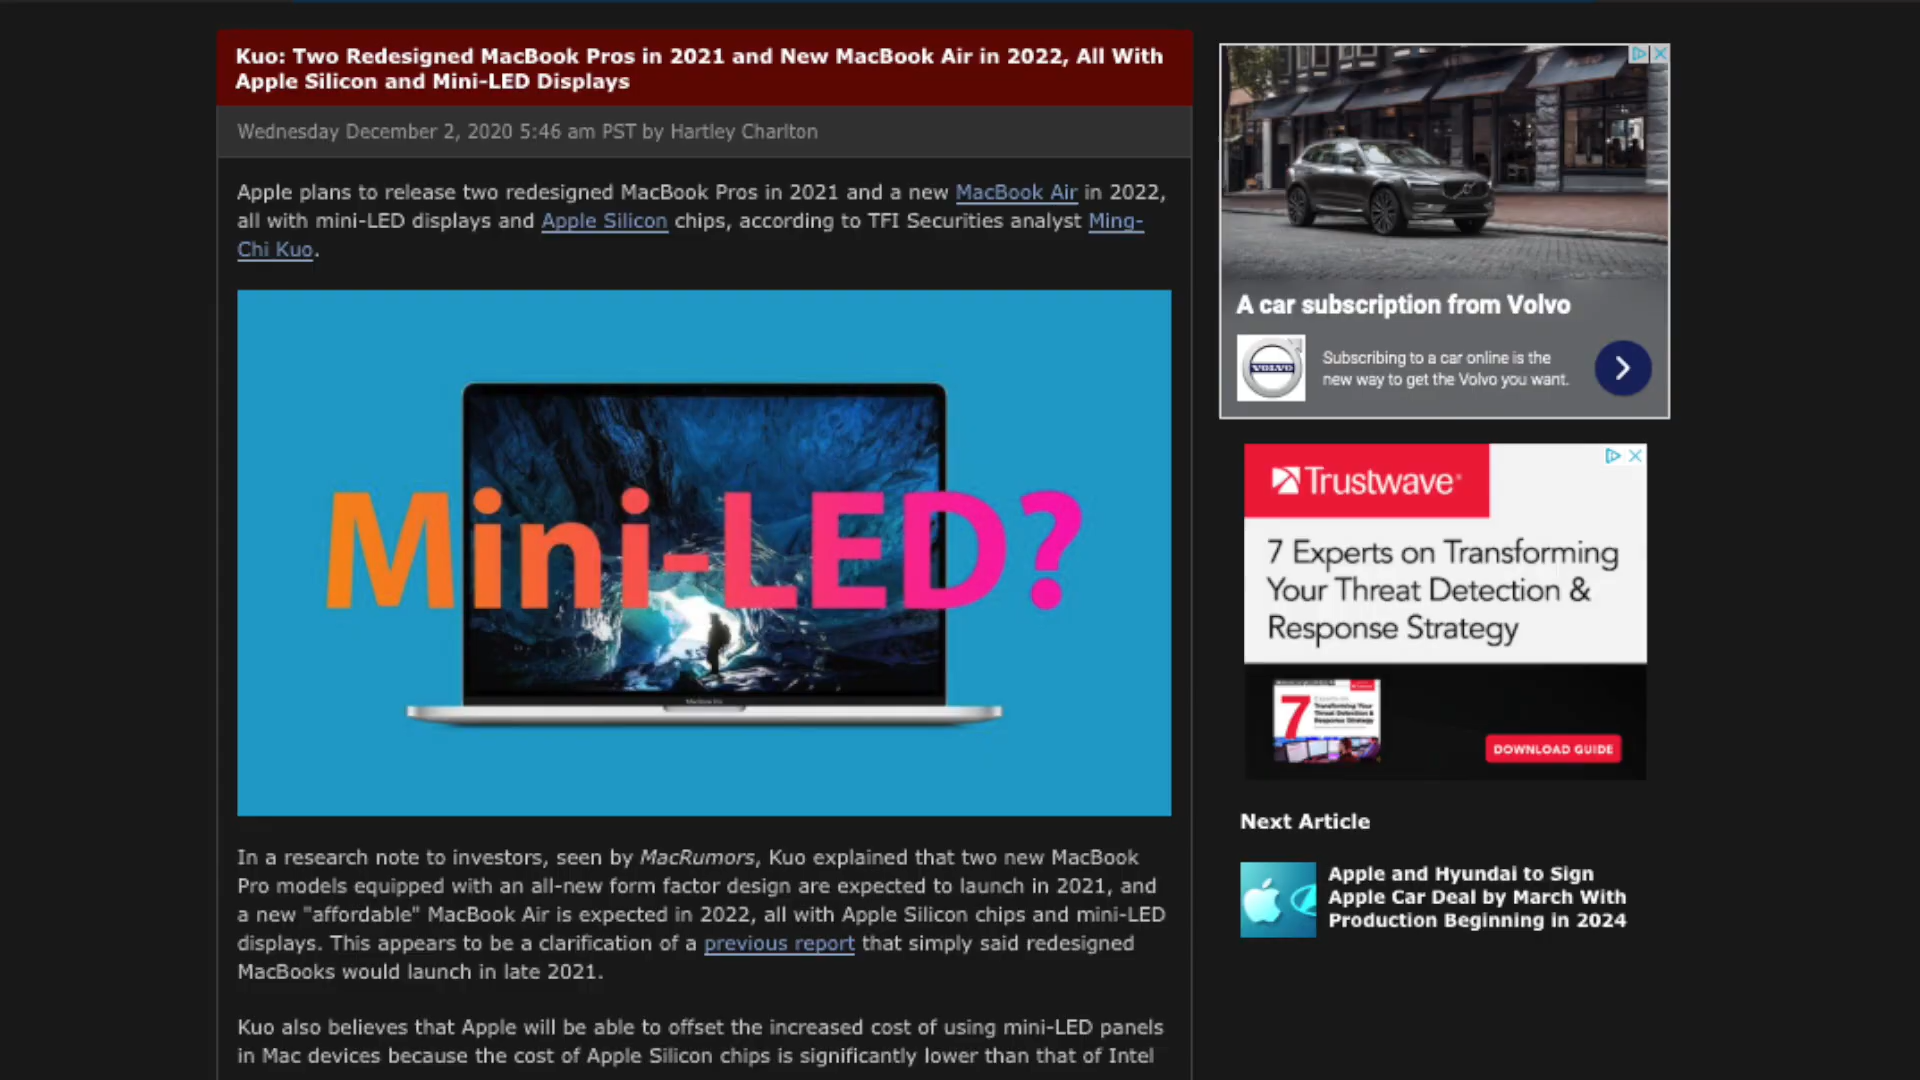 Kuo: Two Redesigned MacBook Pros in 2021 and New MacBook Air in 2022, All With
Apple Silicon and Mini-LED Displays
Wednesday December 2, 2020 5:46 am PST by Hartley Charlton
Apple plans to release two redesigned MacBook Pros in 2021 and a new MacBook Air in 2022,
all with mini-LED displays and Apple Silicon chips, according to TFI Securities analyst Ming-
Chi Kuo.
Mini-LED?
MacBook Pro
In a research note to investors, seen by MacRumors, Kuo explained that two new MacBook
Pro models equipped with an all-new form factor design are expected to launch in 2021, and
a new "affordable" MacBook Air is expected in 2022, all with Apple Silicon chips and mini-LED
displays. This appears to be a clarification of a previous report that simply said redesigned
MacBooks would launch in late 2021.
Kuo also believes that Apple will be able to offset the increased cost of using mini-LED panels
in Mac devices because the cost of Apple Silicon chips is significantly lower than that of Intel
A car subscription from Volvo
VOLVO
Subscribing to a car online is the
new way to get the Volvo you want.
Trustwave
7 Experts on Transforming
Your Threat Detection &
Response Strategy
7
Transforming Your
Threat Detection &
Response Strategy
DOWNLOAD GUIDE
Next Article
Apple and Hyundai to Sign
Apple Car Deal by March With
Production Beginning in 2024